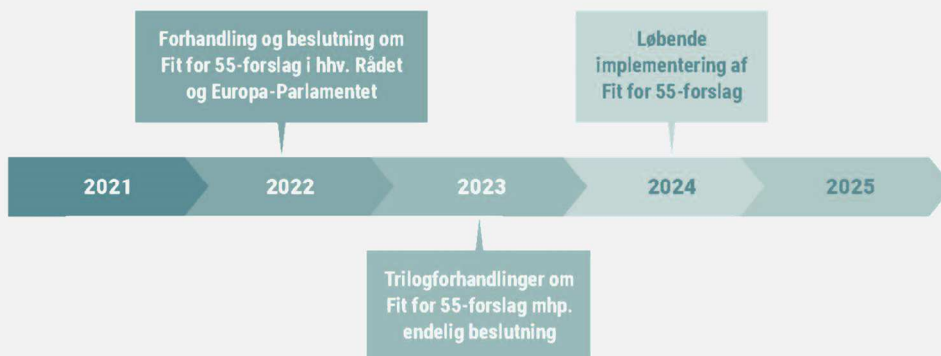 Forhandling og beslutning om
Fit for 55-forslag i hhv. Rådet
og Europa-Parlamentet
Løbende
implementering af
Fit for 55-forslag
2021
2022
2023
2024
2025
Trilogforhandlinger om
Fit for 55-forslag mhp.
endelig beslutning